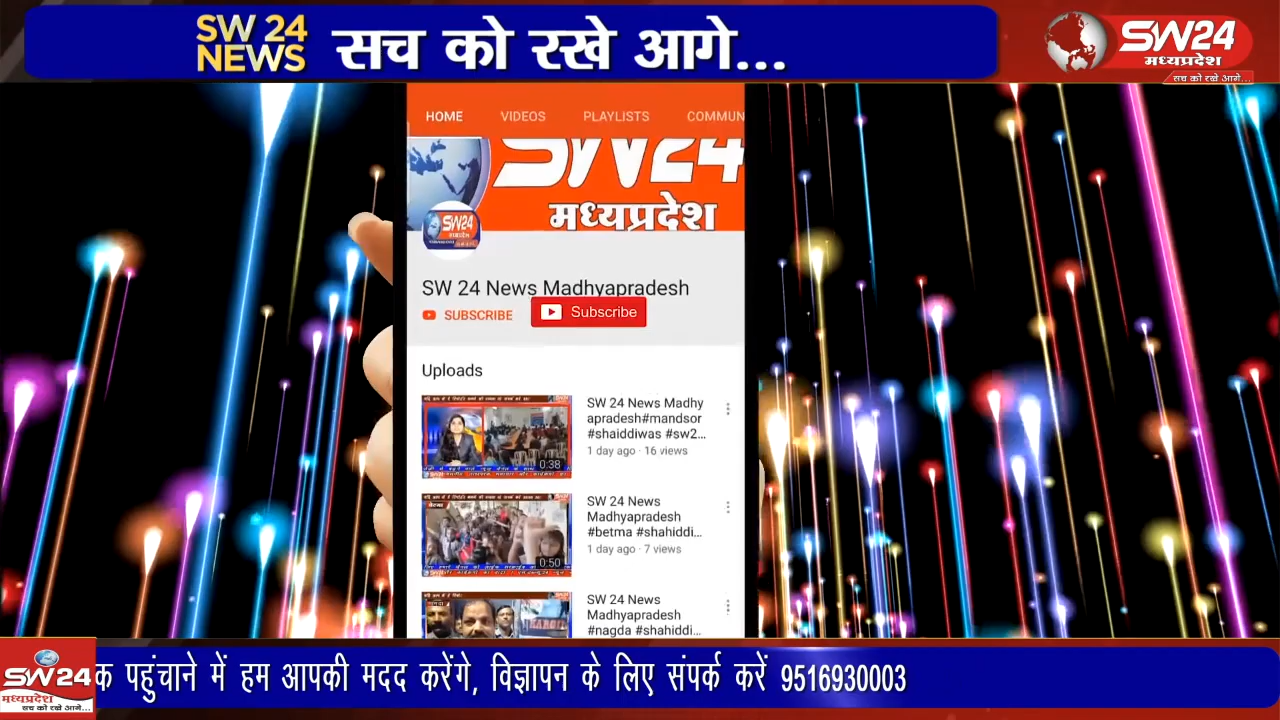 SW 24
NEWS
सच को रखे आगे...
SW24
मध्यप्रदेश
सच को रखे आगे...
HOME VIDEOS PLAYLISTS COMMUN
SW24
मध्यप्रदेश
SW24
SW 24 News Madhyapradesh
SUBSCRIBE
Subscribe
Uploads
SW 24 News Madhy
apradesh#mandsor
#shaiddiwas #sw2...
1 day ago · 16 views
0:38
SW 24 News
Madhyapradesh
#betma #shahiddi...
1 day ago · 7 views
0:50
SW 24 News
Madhyapradesh
#nagda #shahiddi...
SW24
मध्यप्रदेश
सच को रखे आगे...
क पहुंचाने में हम आपकी मदद करेंगे, विज्ञापन के लिए संपर्क करें 9516930003